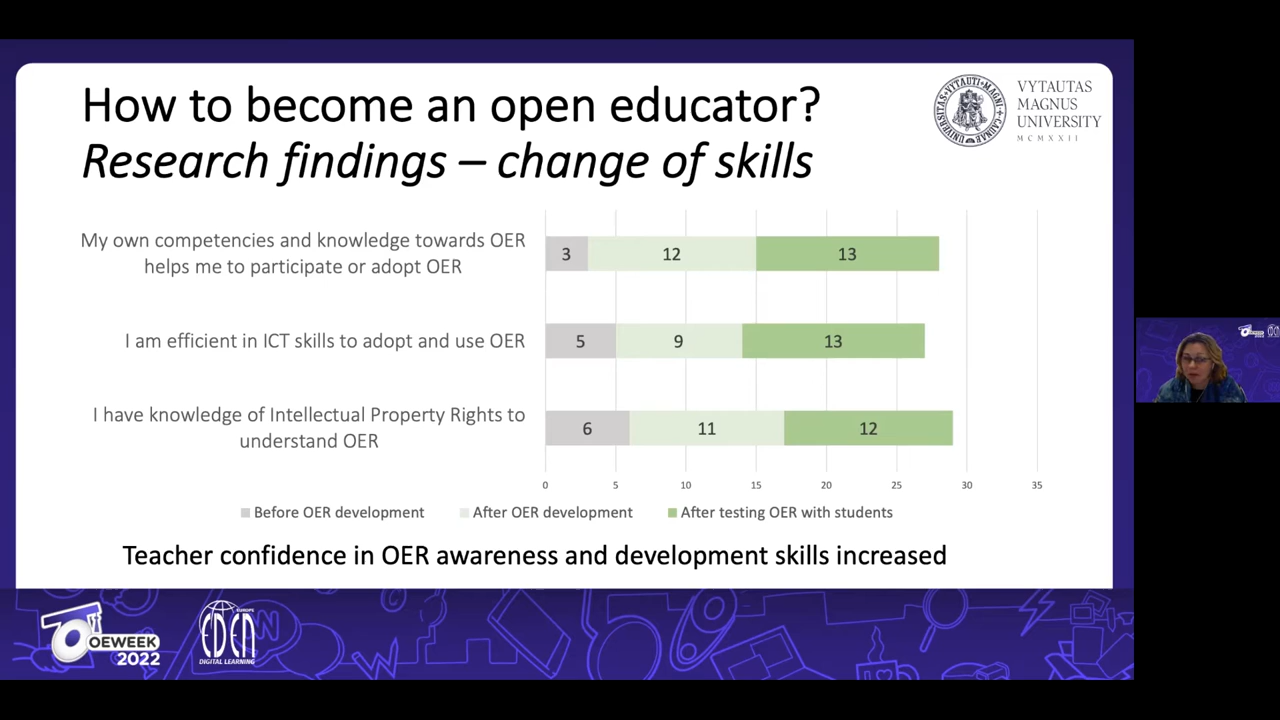 How to become an open educator?
Research findings – change of skills
VYTAUTAS
MAGNUS
UNIVERSITY
MCMXXII
My own competencies and knowledge towards OER
helps me to participate or adopt OER
3 12 13
I am efficient in ICT skills to adopt and use OER
5 9 13
I have knowledge of Intellectual Property Rights to
understand OER
6 11 12
0 5 10 15 20 25 30 35
Before OER development After OER development After testing OER with students
Teacher confidence in OER awareness and development skills increased
OEWEEK
2022
EUROPE
EDEN
DIGITAL LEARNING